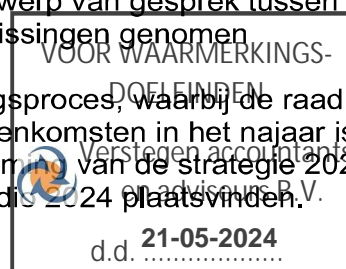 werp van gesprek tussen
issingen genomen
VOOR WAARMERKINGS-
DOELEINDEN
gsproces, waarbij de raad
enkomsten in het najaar is
Verstegen accountants
ming van de strategie 202
en adviseurs B.V.
2024 plaatsvinden.
d.d. 21-05-2024